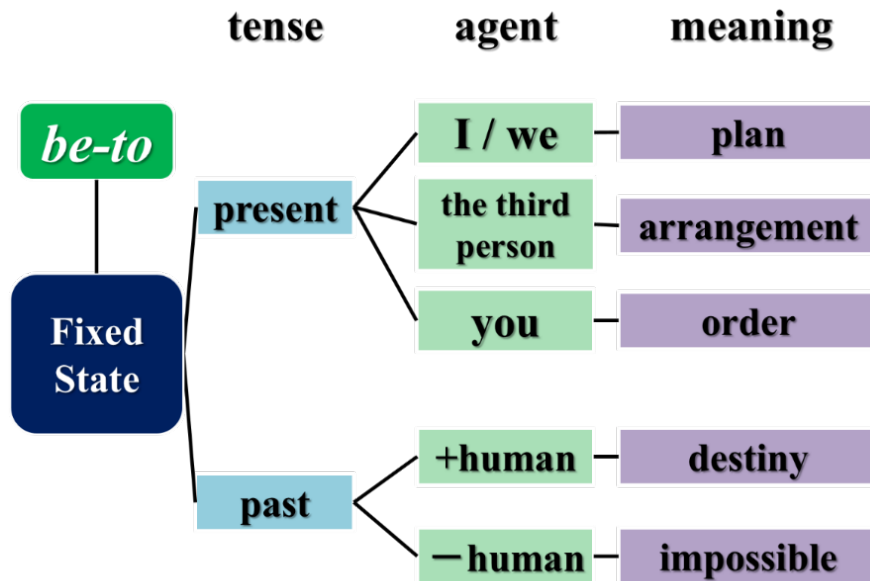 tense agent meaning
be-to
I / we plan
present
the third
person
arrangement
Fixed
State
you order
+human destiny
past
−human impossible